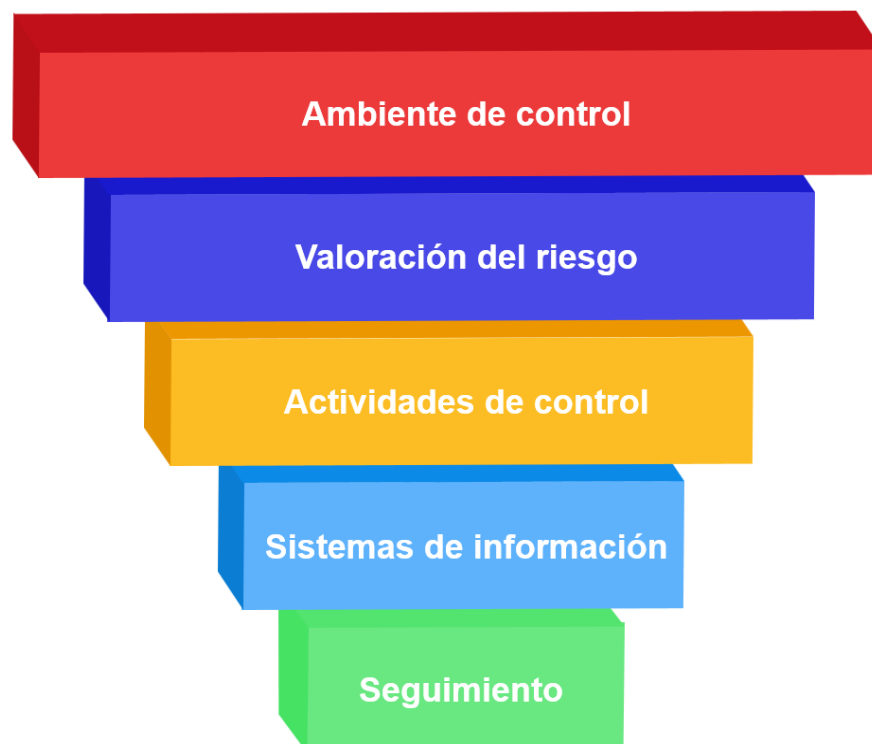 Ambiente de control
Valoración del riesgo
Actividades de control
Sistemas de información
Seguimiento